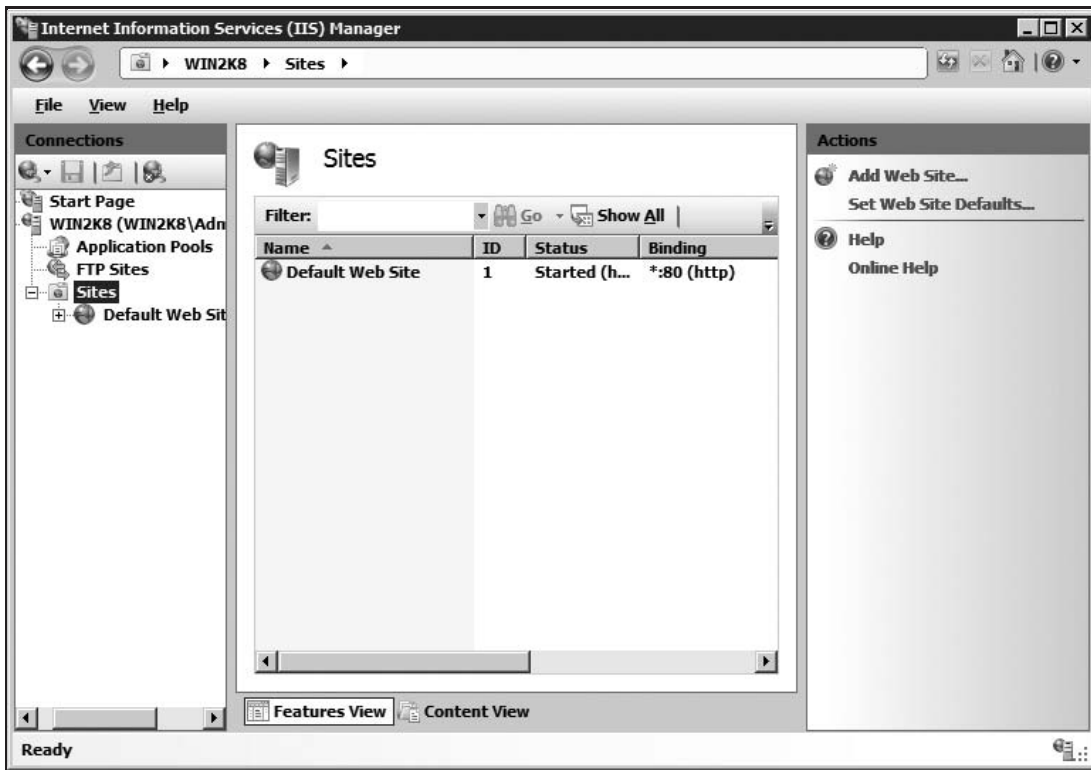 Internet Information Services (IIS) Manager
WIN2K8 Sites
File View Help
Connections
Start Page
WIN2K8 (WIN2K8\Adn
Application Pools
FTP Sites
Sites
Default Web Sit
Sites
Filter: Go Show All
Name ID Status Binding
Default Web Site 1 Started (h... *:80 (http)
Features View Content View
Actions
Add Web Site...
Set Web Site Defaults...
Help
Online Help
Ready